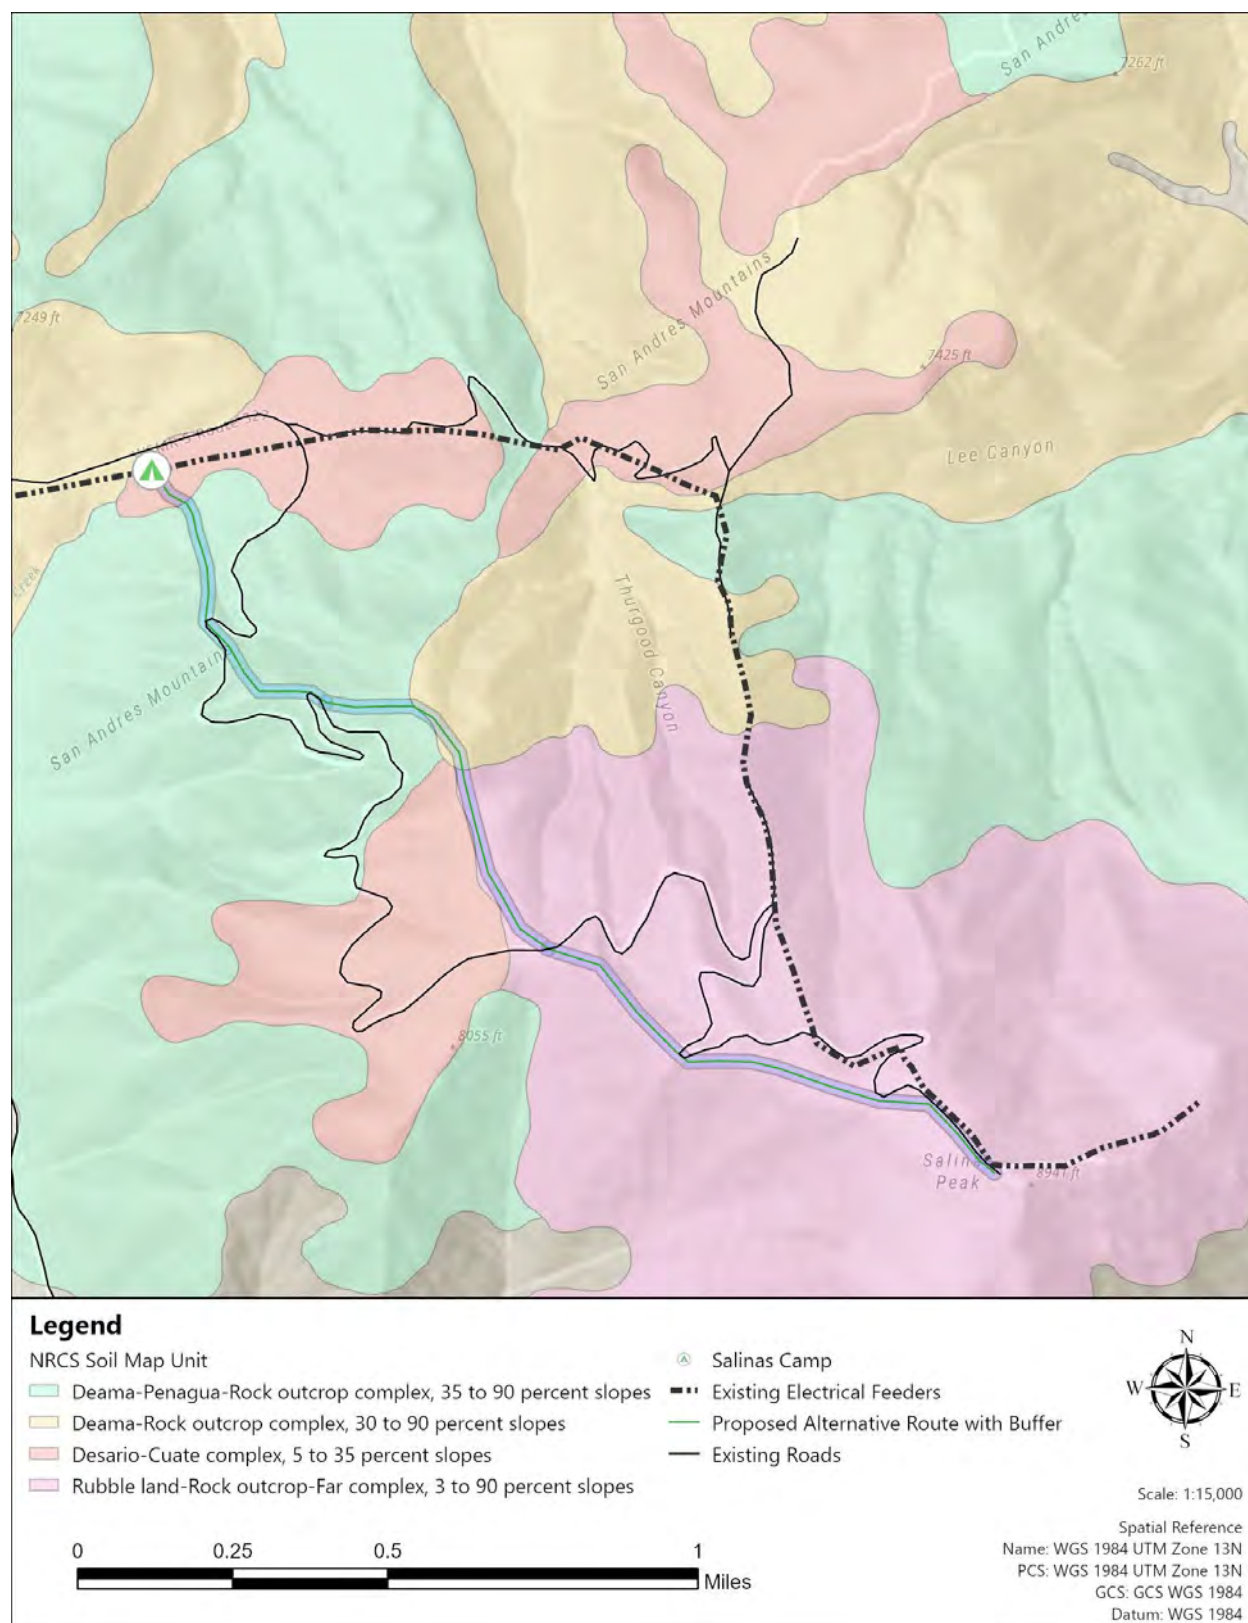 San Andres
7262 ft
San Andres Mountains
7249 ft
7425 ft
Lee Canyon
Creek
Thurgood Canyon
San Andres Mountain
8055 ft
Salina
Peak
8941 ft
Legend
NRCS Soil Map Unit
Deama-Penagua-Rock outcrop complex, 35 to 90 percent slopes
Deama-Rock outcrop complex, 30 to 90 percent slopes
Desario-Cuate complex, 5 to 35 percent slopes
Rubble land-Rock outcrop-Far complex, 3 to 90 percent slopes
Salinas Camp
Existing Electrical Feeders
Proposed Alternative Route with Buffer
Existing Roads
N
W E
S
0 0.25 0.5 1
Miles
Scale: 1:15,000
Spatial Reference
Name: WGS 1984 UTM Zone 13N
PCS: WGS 1984 UTM Zone 13N
GCS: GCS WGS 1984
Datum: WGS 1984